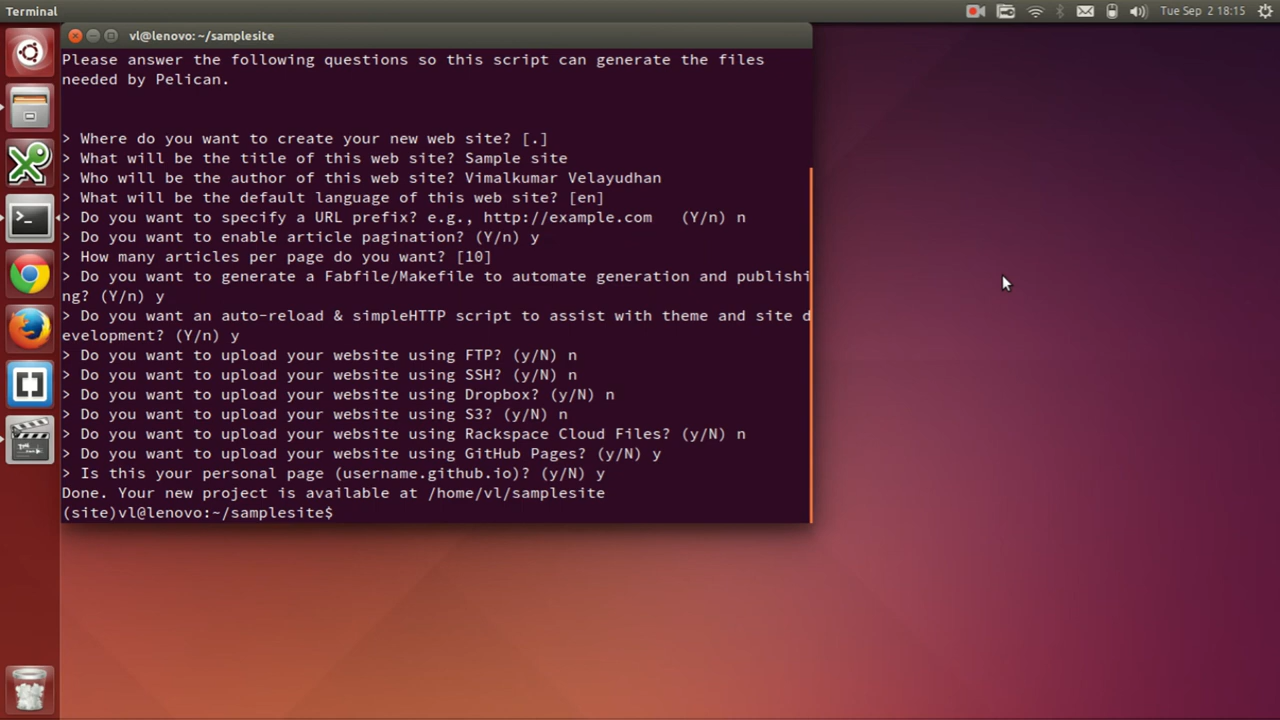 Terminal
Tue Sep 2 18:15
vl@lenovo: ~/samplesite
Please answer the following questions so this script can generate the files
needed by Pelican.
> Where do you want to create your new web site? [.]
> What will be the title of this web site? Sample site
> Who will be the author of this web site? Vimalkumar Velayudhan
> What will be the default language of this web site? [en]
> Do you want to specify a URL prefix? e.g., http://example.com   (Y/n) n
> Do you want to enable article pagination? (Y/n) y
> How many articles per page do you want? [10]
> Do you want to generate a Fabfile/Makefile to automate generation and publishi
ng? (Y/n) y
> Do you want an auto-reload & simpleHTTP script to assist with theme and site d
evelopment? (Y/n) y
> Do you want to upload your website using FTP? (y/N) n
> Do you want to upload your website using SSH? (y/N) n
> Do you want to upload your website using Dropbox? (y/N) n
> Do you want to upload your website using S3? (y/N) n
> Do you want to upload your website using Rackspace Cloud Files? (y/N) n
> Do you want to upload your website using GitHub Pages? (y/N) y
> Is this your personal page (username.github.io)? (y/N) y
Done. Your new project is available at /home/vl/samplesite
(site)vl@lenovo:~/samplesite$